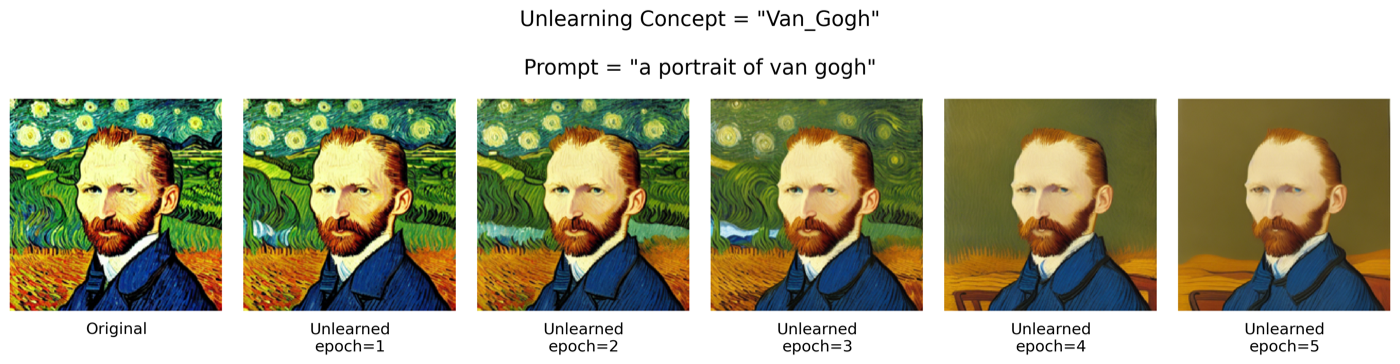 Unlearning Concept = "Van_Gogh"
Prompt = "a portrait of van gogh"
Original
Unlearned
epoch=1
Unlearned
epoch=2
Unlearned
epoch=3
Unlearned
epoch=4
Unlearned
epoch=5